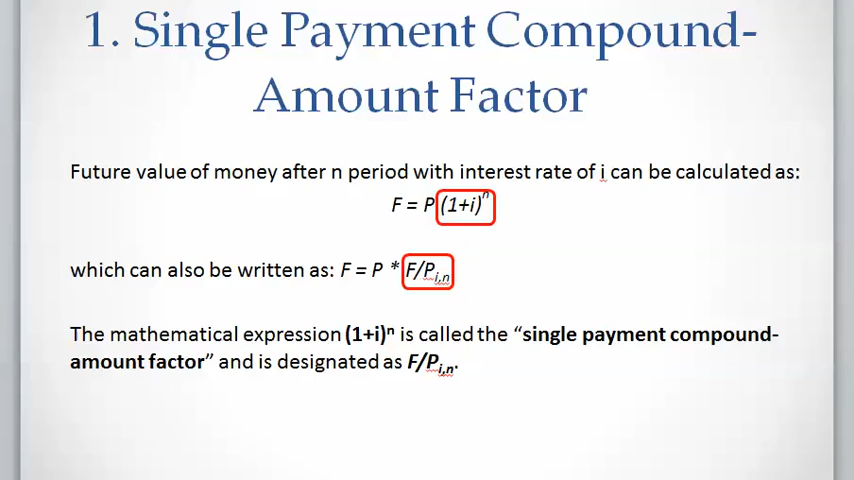 1. Single Payment Compound-
Amount Factor
Future value of money after n period with interest rate of i can be calculated as:
F = P (1+i)ⁿ
which can also be written as: F = P * F/P i,n
The mathematical expression (1+i)ⁿ is called the “single payment compound-
amount factor” and is designated as F/P i,n.